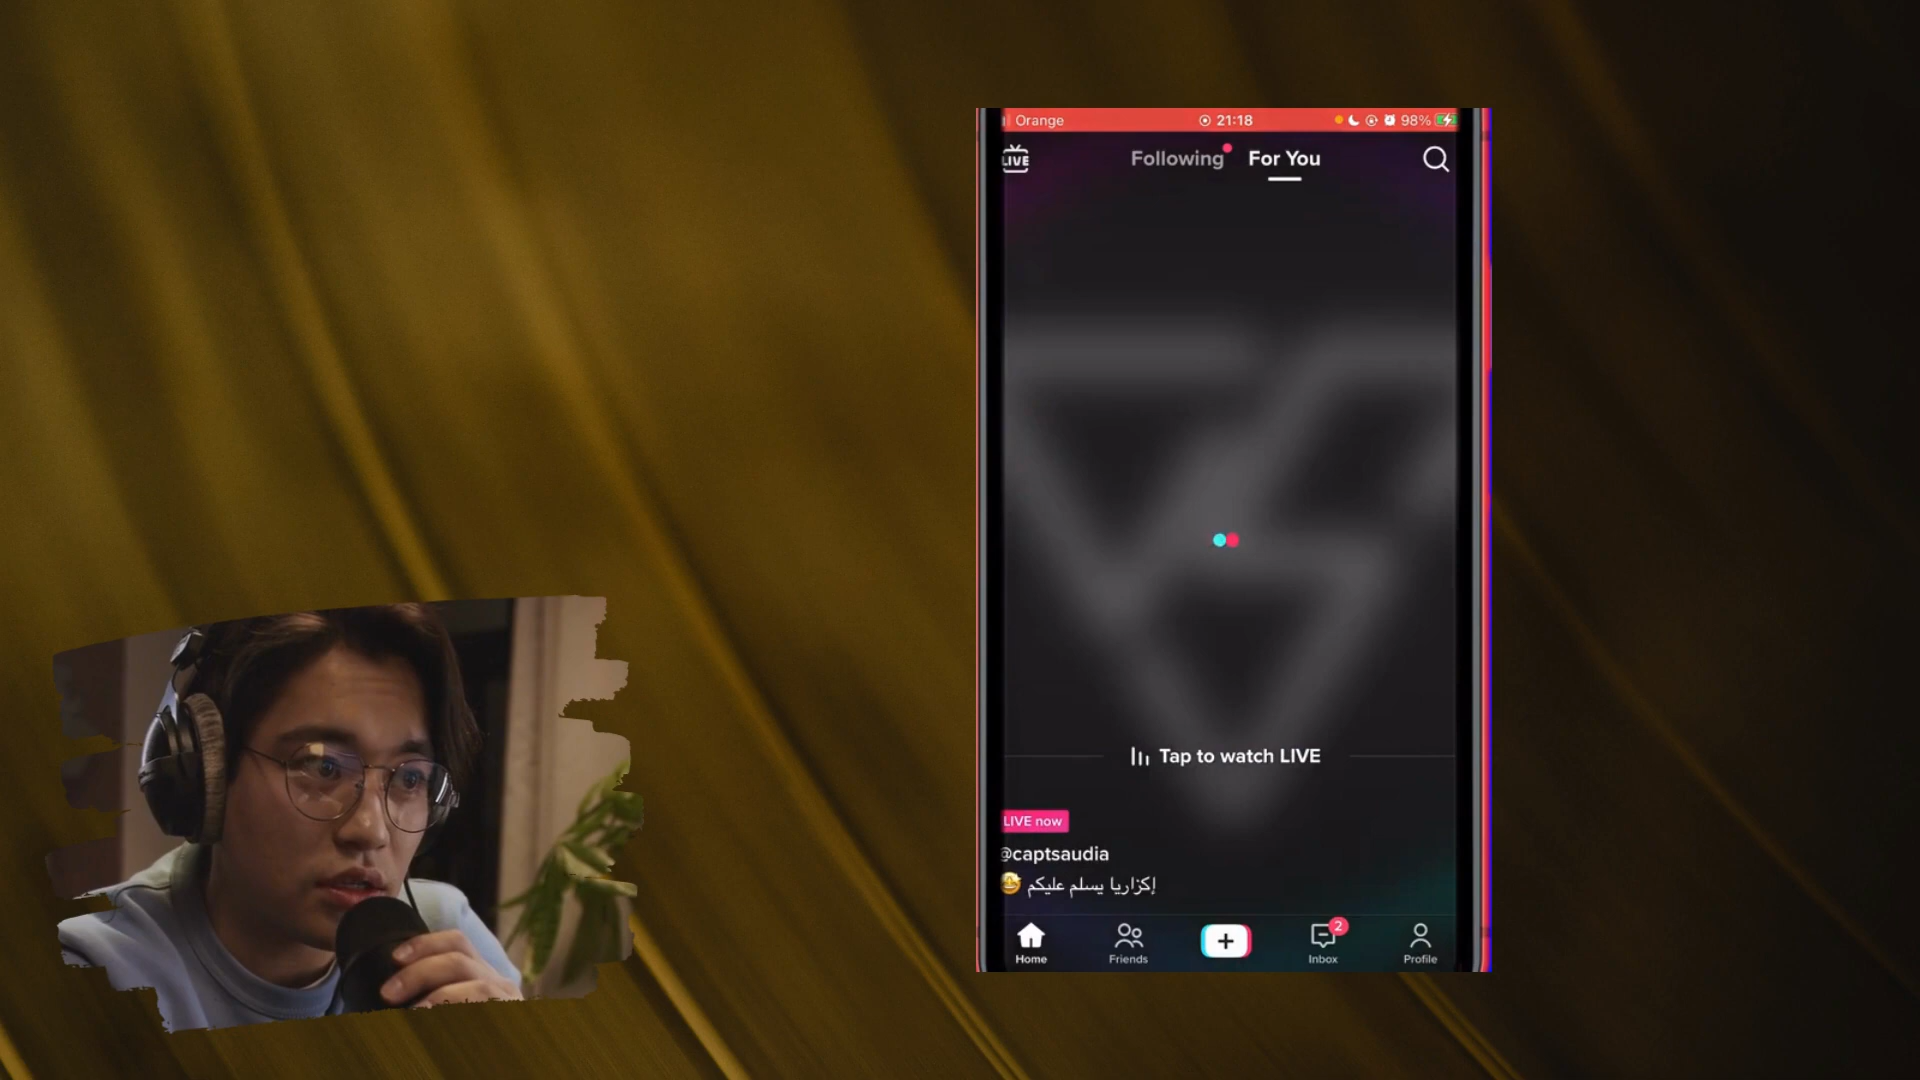 Orange
21:18
98%
LIVE
Following
For You
Tap to watch LIVE
LIVE now
@captsaudia
إكزاريا يسلم عليكم 🤩
Home
Friends
2
Inbox
Profile